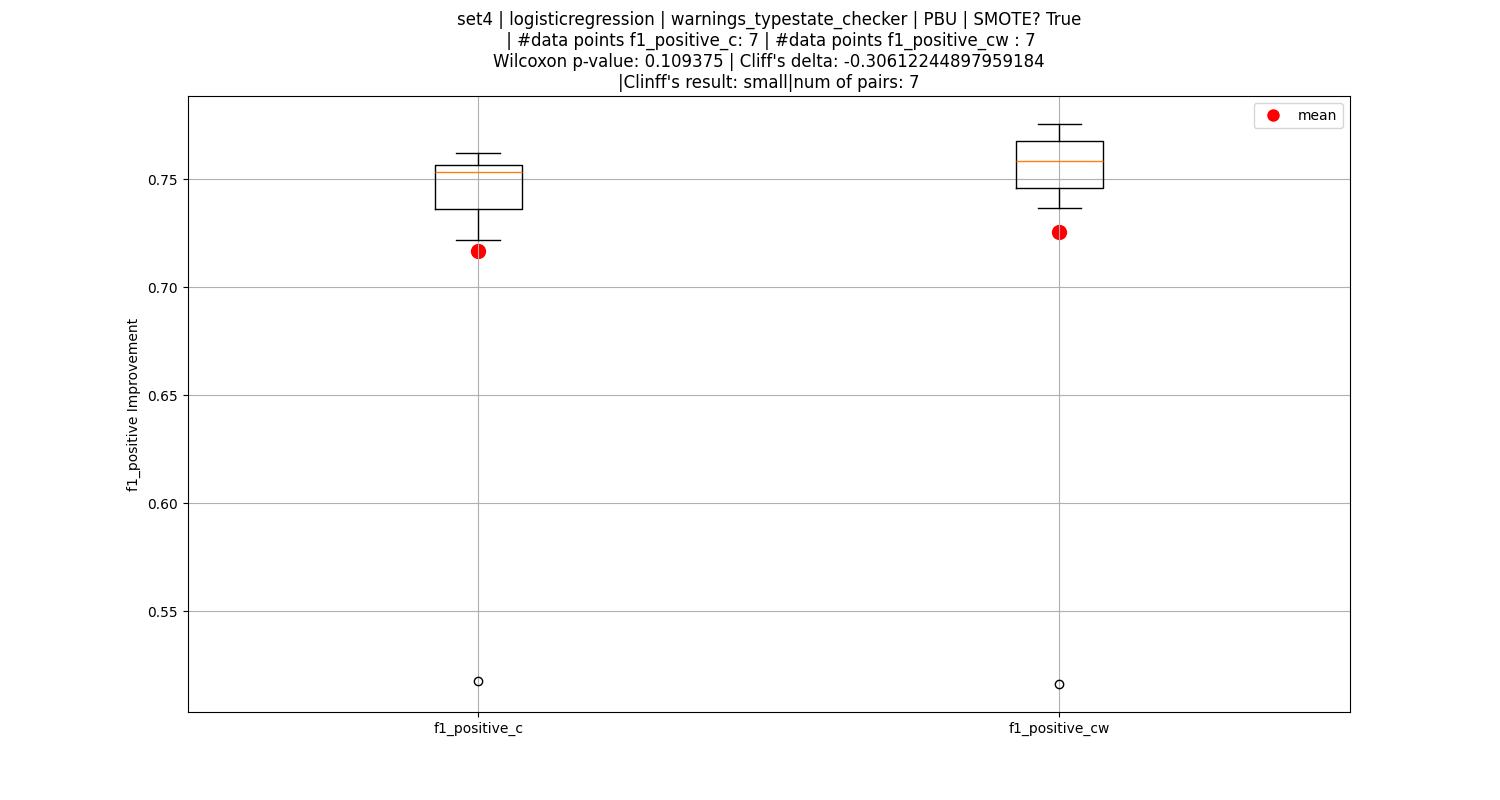 set4 | logisticregression | warnings_typestate_checker | PBU | SMOTE? True
| #data points f1_positive_c: 7 | #data points f1_positive_cw : 7
Wilcoxon p-value: 0.109375 | Cliff's delta: -0.30612244897959184
|Clinff's result: small|num of pairs: 7
mean
0.75
0.70
0.65
0.60
0.55
f1_positive Improvement
f1_positive_c
f1_positive_cw